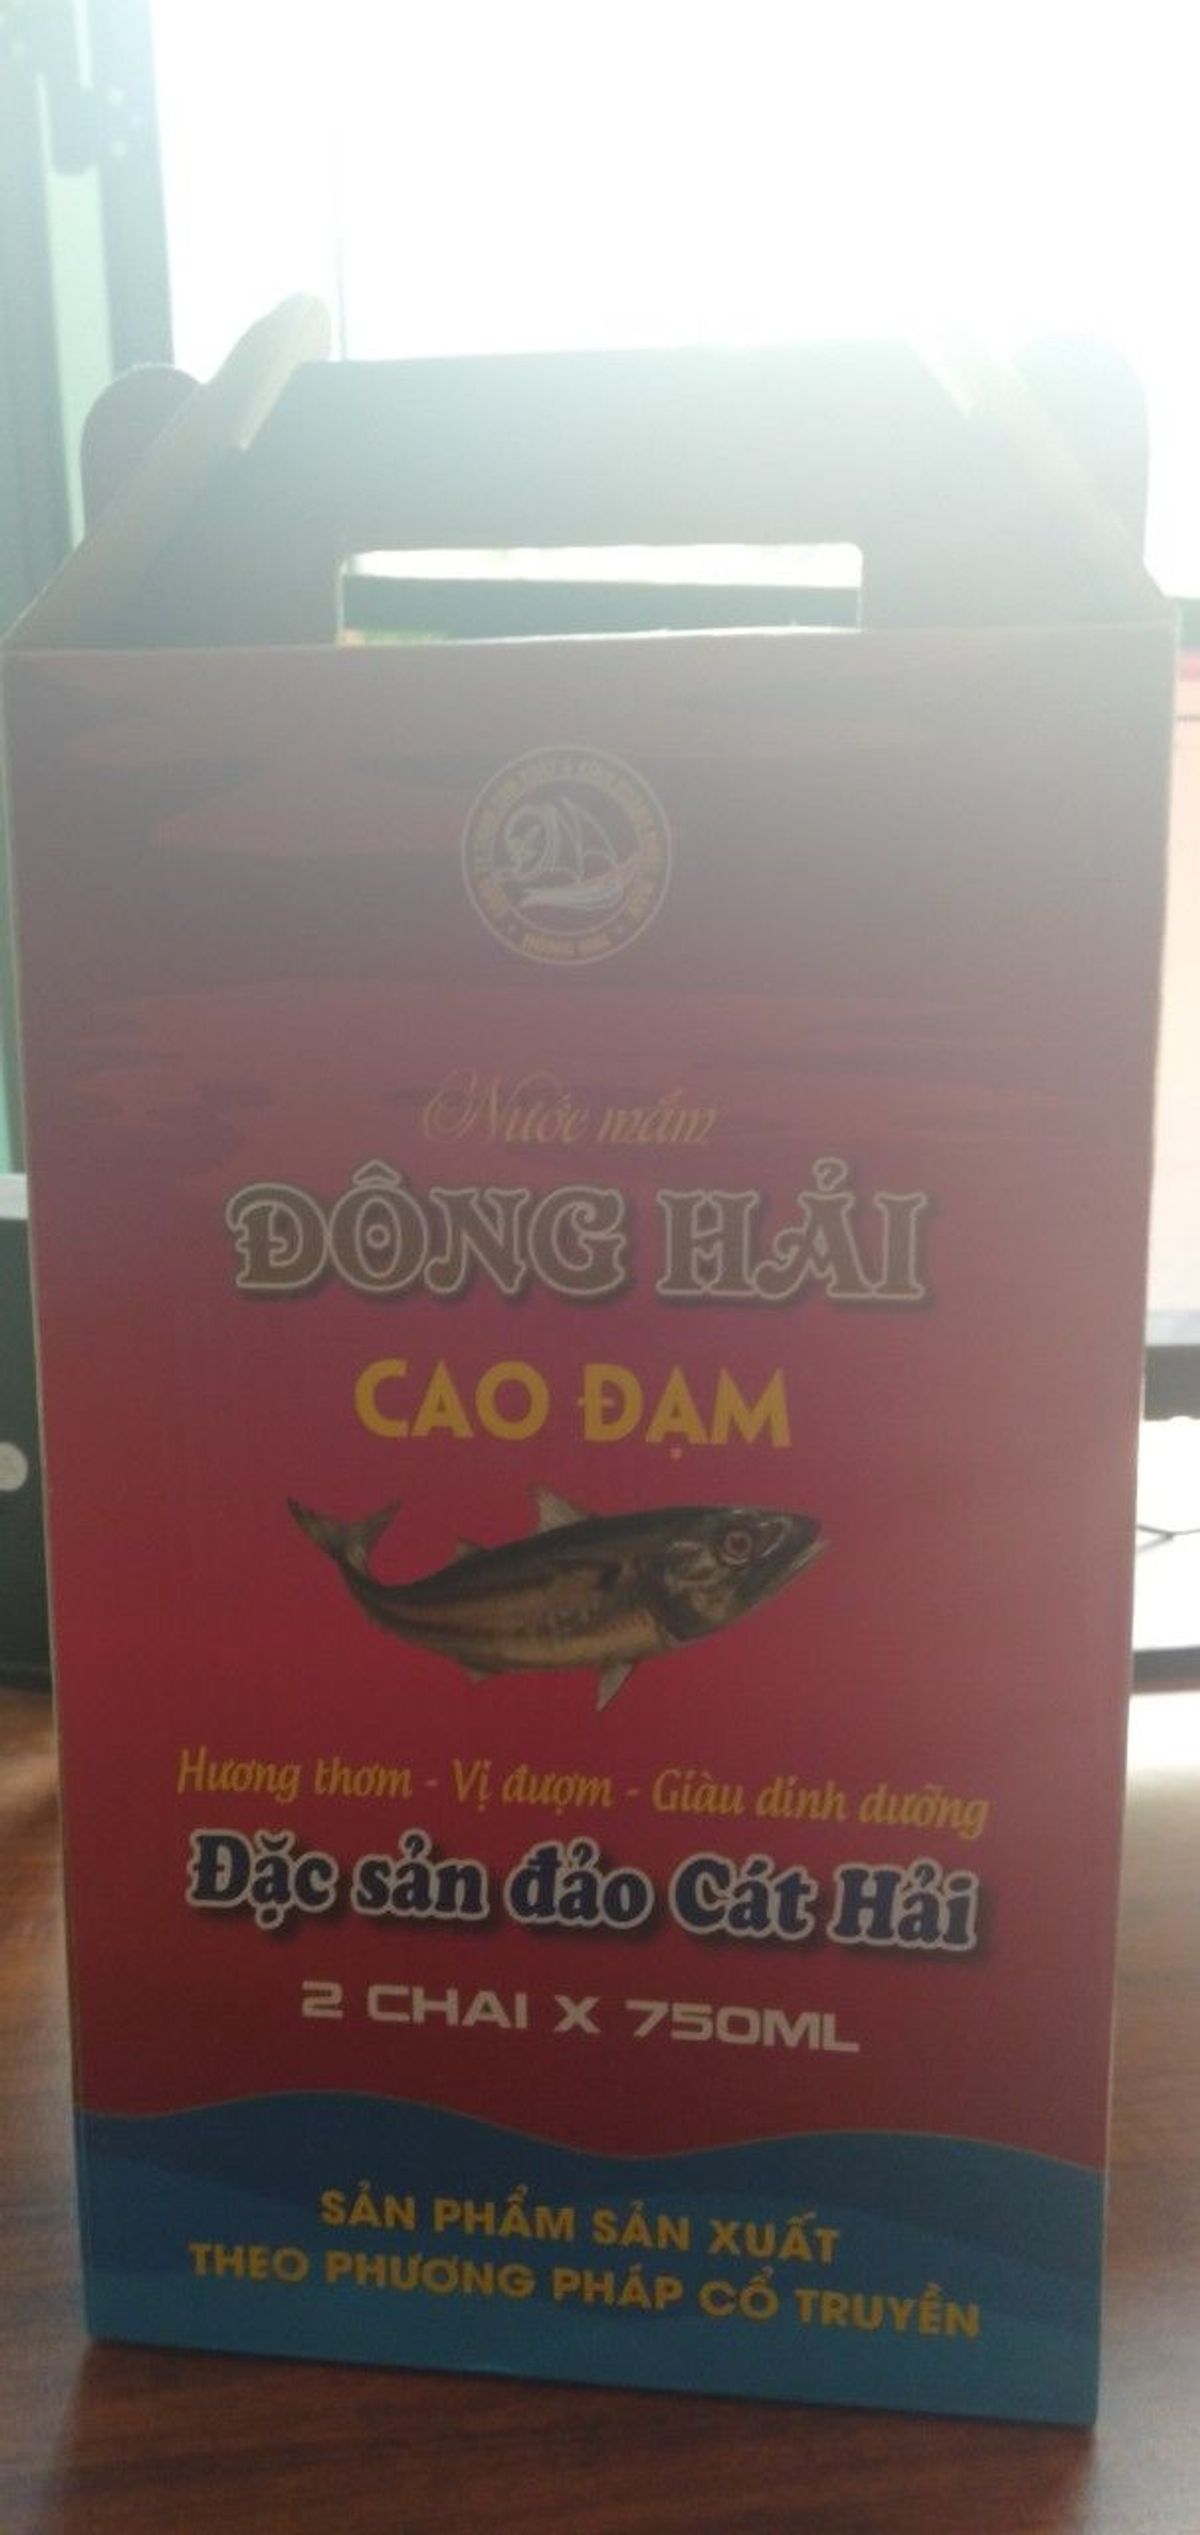 Nước mắm
ĐÔNG HẢI
CAO ĐẠM
Hương thơm - Vị đượm - Giàu dinh dưỡng
Đặc sản đảo Cát Hải
2 CHAI X 750ML
SẢN PHẨM SẢN XUẤT
THEO PHƯƠNG PHÁP CỔ TRUYỀN